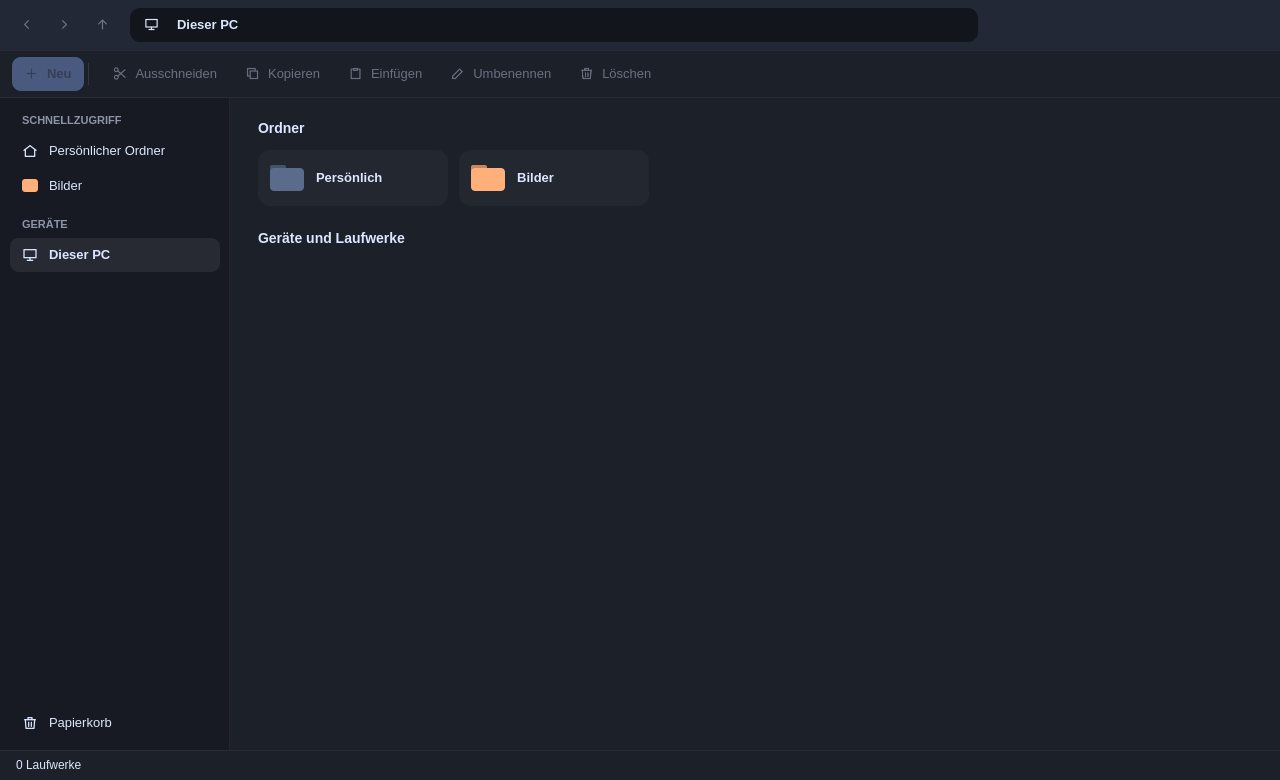 Dieser PC
Neu
Ausschneiden
Kopieren
Einfügen
Umbenennen
Löschen
SCHNELLZUGRIFF
Persönlicher Ordner
Bilder
GERÄTE
Dieser PC
Papierkorb
Ordner
Persönlich
Bilder
Geräte und Laufwerke
0 Laufwerke